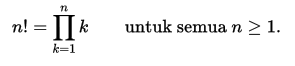 n! = ∏_{k=1}^{n} k untuk semua n ≥ 1.